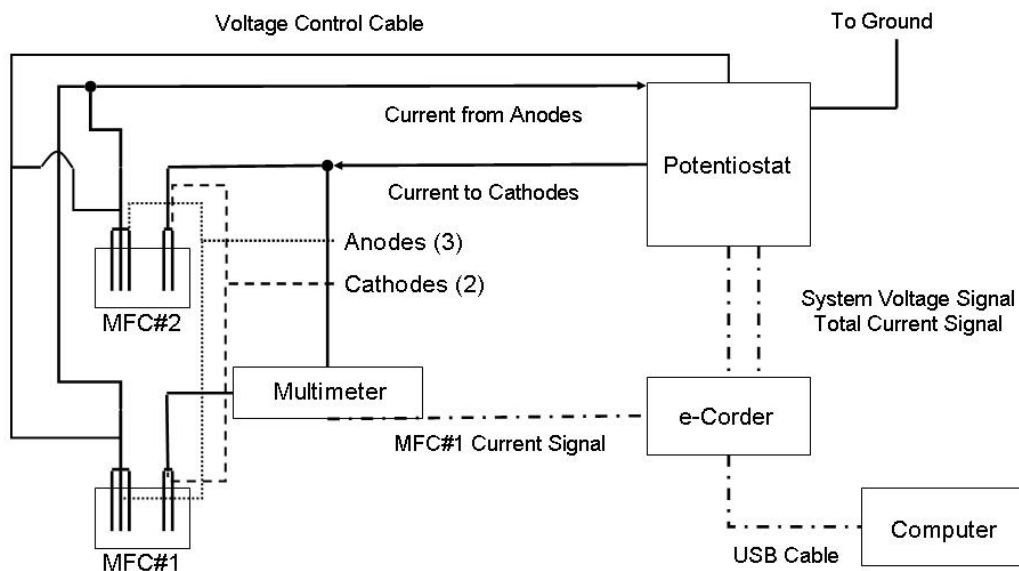 Voltage Control Cable
To Ground
Current from Anodes
Potentiostat
Current to Cathodes
Anodes (3)
Cathodes (2)
MFC#2
System Voltage Signal
Total Current Signal
Multimeter
e-Corder
MFC#1 Current Signal
Computer
USB Cable
MFC#1